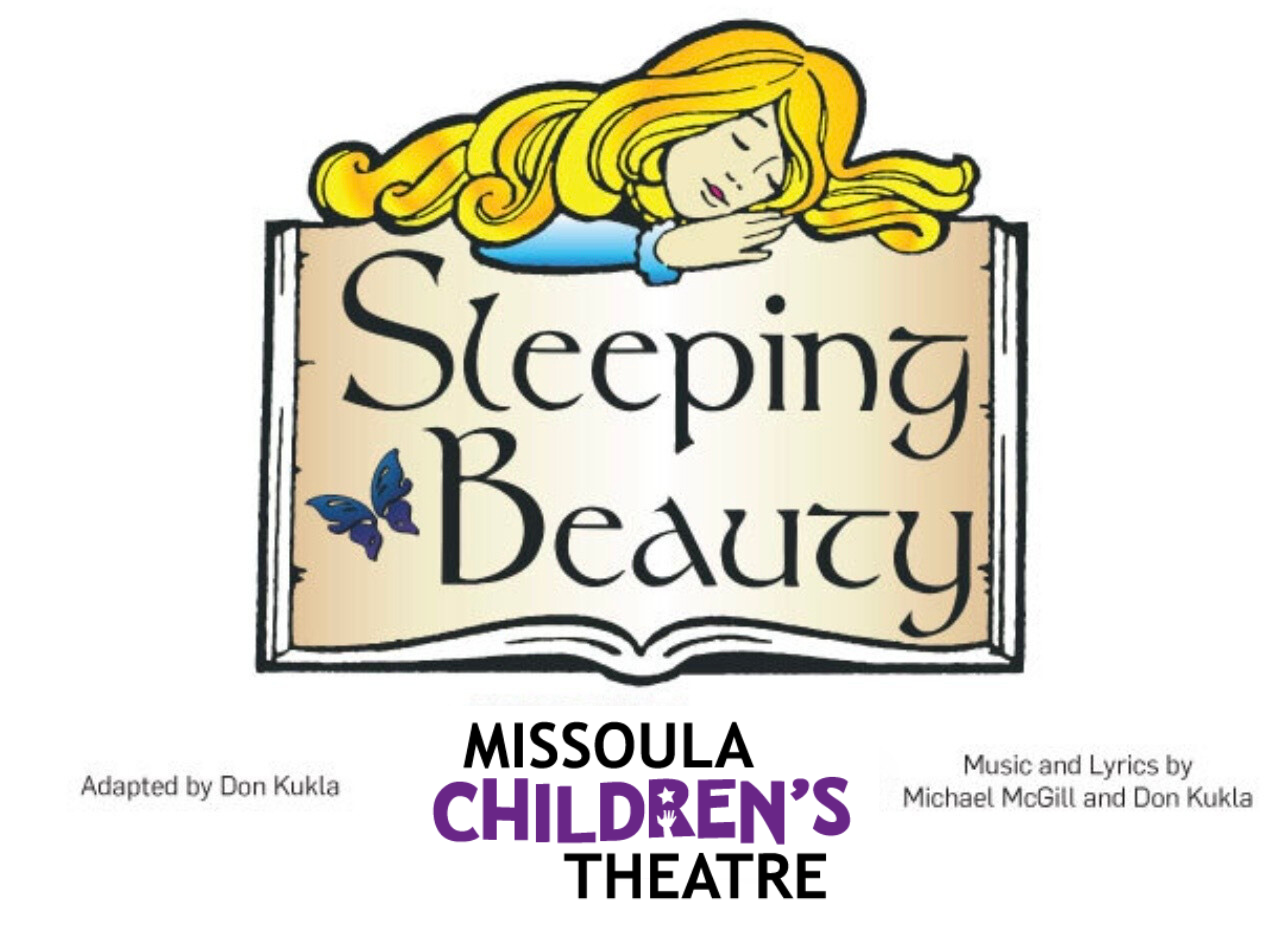 Sleeping
Beauty
MISSOULA
CHILDREN'S
THEATRE
Adapted by Don Kukla
Music and Lyrics by
Michael McGill and Don Kukla